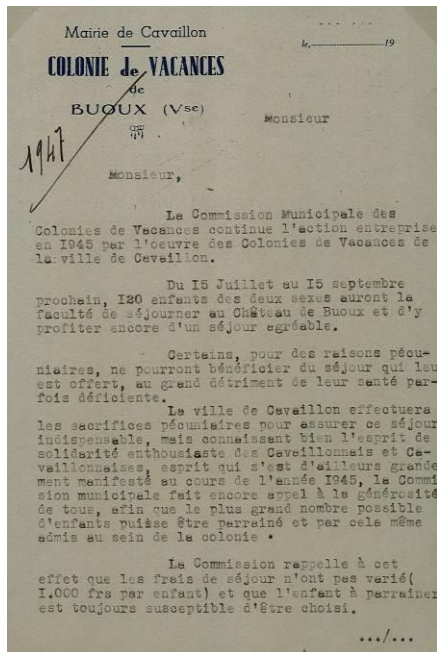 Mairie de Cavaillon
le, 19
COLONIE de VACANCES
de
BUOUX (Vse)
Monsieur
1947
Monsieur,
La Commission Municipale des
Colonies de Vacances continue l'action entreprise
en I945 par l'oeuvre des Colonies de Vacances de
la ville de Cavaillon.
Du I5 Juillet au I5 septembre
prochain, I20 enfants des deux sexes auront la
faculté de séjourner au Château de Buoux et d'y
profiter encore d'un séjour agréable.
Certains, pour des raisons pécu-
niaires, ne pourront bénéficier du séjour qui leu
est offert, au grand détriment de leur santé par-
fois déficiente.
La ville de Cavaillon effectuera
les sacrifices pécuniaires pour assurer ce séjour
indispensable, mais connaissant bien l'esprit de
solidarité enthousiaste des Cavaillonnais et Ca-
vaillonnaises, esprit qui s'est d'ailleurs grande
ment manifesté au cours de l'année I945, la Commi
sion municipale fait encore appel à la générosité
de tous, afin que le plus grand nombre possible
d'enfants puisse être parrainé et par cela même
admis au sein de la colonie .
La Commission rappelle à cet
effet que les frais de séjour n'ont pas varié(
I.000 frs par enfant) et que l'enfant à parrainer
est toujours susceptible d'être choisi.
.../...